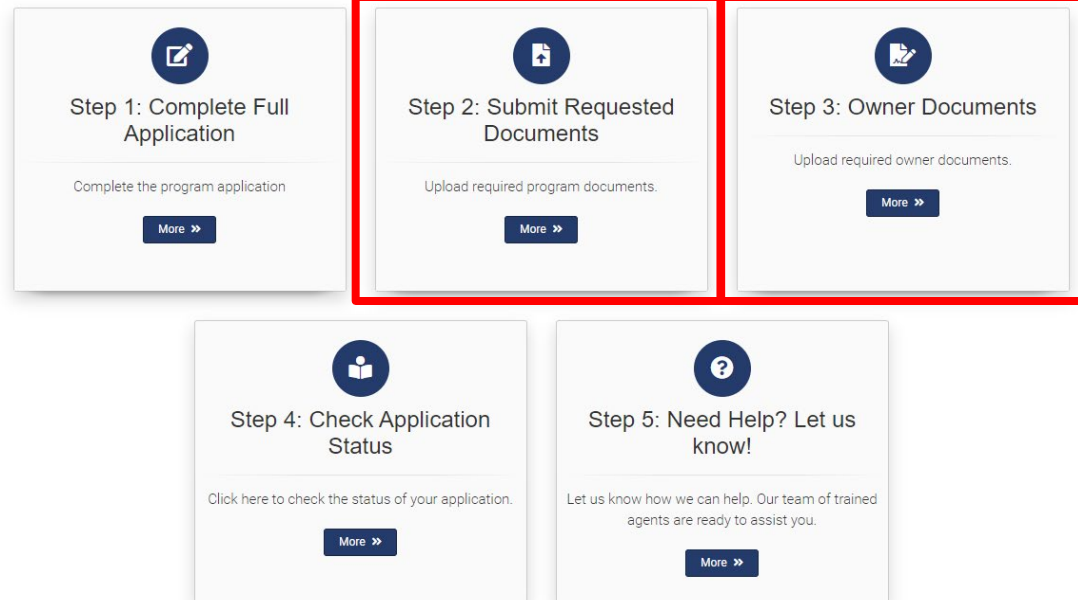 Step 1: Complete Full
Application
Complete the program application
More »
Step 2: Submit Requested
Documents
Upload required program documents.
More »
Step 3: Owner Documents
Upload required owner documents.
More »
Step 4: Check Application
Status
Click here to check the status of your application.
More »
Step 5: Need Help? Let us
know!
Let us know how we can help. Our team of trained
agents are ready to assist you.
More »